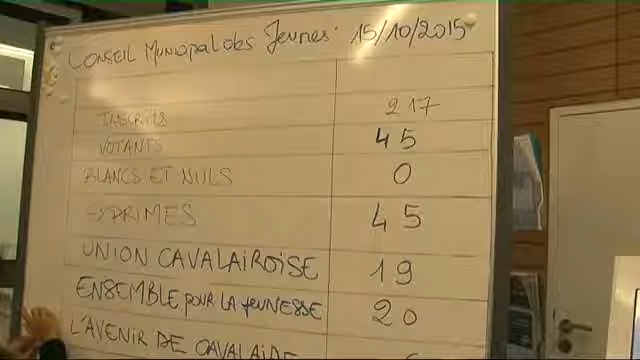 CONSEIL Municipal des Jeunes: 15/10/2015
INSCRITS 217
VOTANTS 45
BLANCS ET NULS 0
EXPRIMES 45
UNION CAVALAIROISE 19
ENSEMBLE pour LA jeUNESSE 20
L'AVENIR DE CAVALAIRE